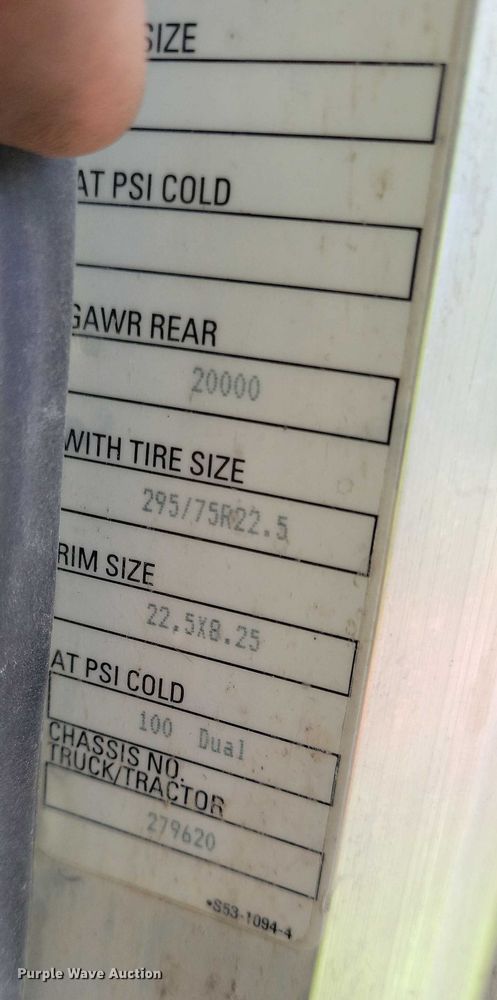 SIZE
AT PSI COLD
GAWR REAR
20000
WITH TIRE SIZE
295/75R22.5
RIM SIZE
22.5X8.25
AT PSI COLD
100 Dual
CHASSIS NO.
TRUCK/TRACTOR
279620
•S53-1094-4
Purple Wave Auction